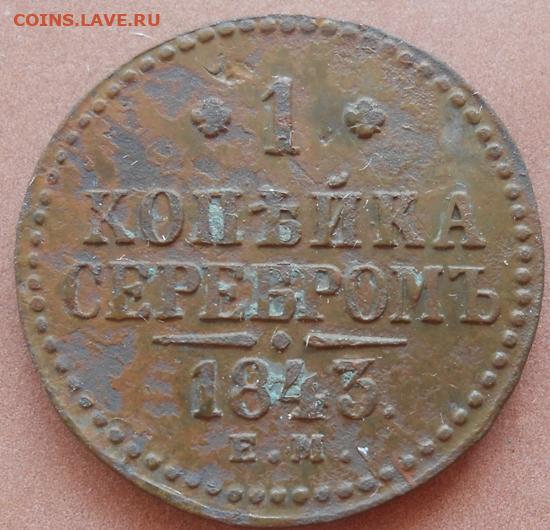 COINS.LAVE.RU
1
КОПѢЙКА
СЕРЕБРОМЪ
1843.
Е.М.